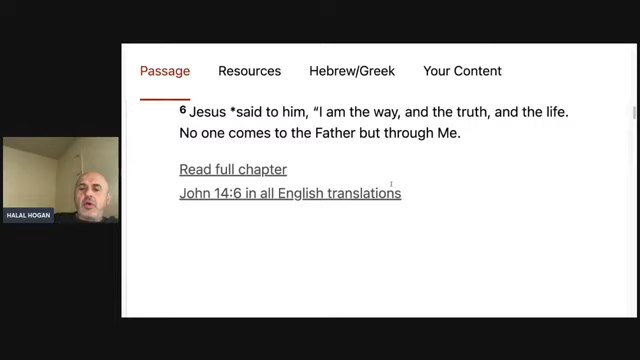 Passage Resources Hebrew/Greek Your Content
6 Jesus *said to him, “I am the way, and the truth, and the life.
No one comes to the Father but through Me.
Read full chapter
John 14:6 in all English translations
HALAL HOGAN